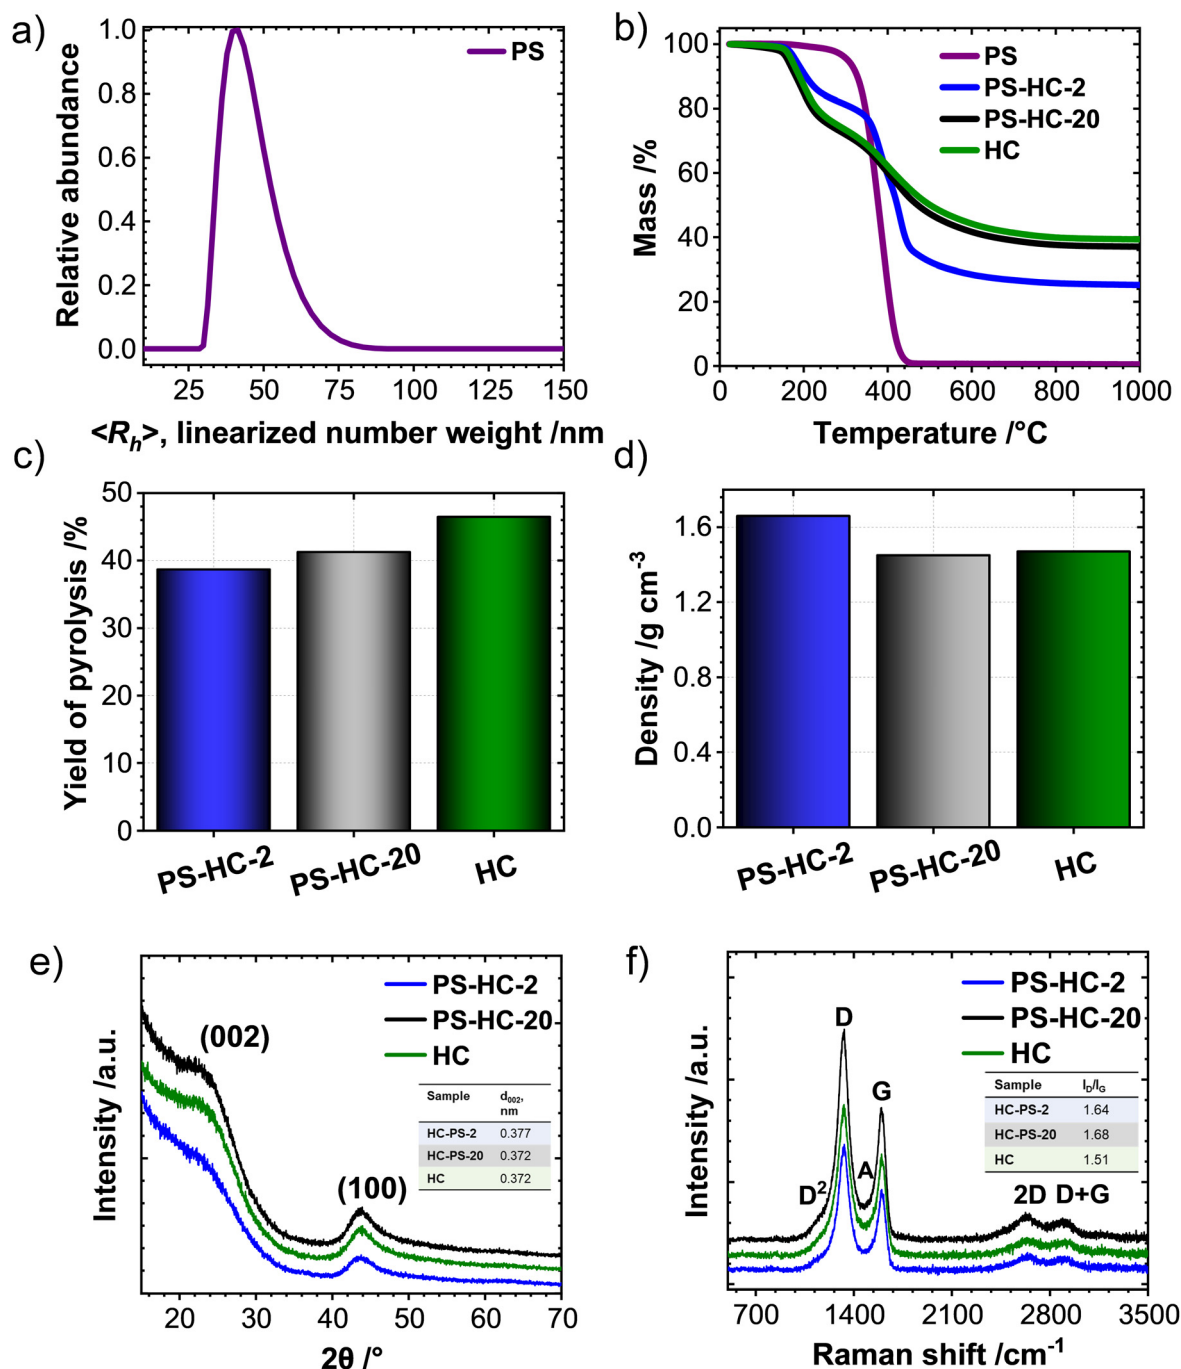 a)
1.0
0.8
0.6
0.4
0.2
0.0
Relative abundance
PS
25 50 75 100 125 150
<Rh>, linearized number weight /nm
b)
100
80
60
40
20
0
Mass /%
PS
PS-HC-2
PS-HC-20
HC
0 200 400 600 800 1000
Temperature /°C
c)
50
40
30
20
10
0
Yield of pyrolysis /%
PS-HC-2 PS-HC-20 HC
d)
1.6
1.2
0.8
0.4
0.0
Density /g cm⁻³
PS-HC-2 PS-HC-20 HC
e)
Intensity /a.u.
(002)
(100)
PS-HC-2
PS-HC-20
HC
Sample d₀₀₂,
nm
HC-PS-2 0.377
HC-PS-20 0.372
HC 0.372
20 30 40 50 60 70
2θ /°
f)
Intensity /a.u.
PS-HC-2
PS-HC-20
HC
D
G
A
D²
2D D+G
Sample I_D/I_G
HC-PS-2 1.64
HC-PS-20 1.68
HC 1.51
700 1400 2100 2800 3500
Raman shift /cm⁻¹